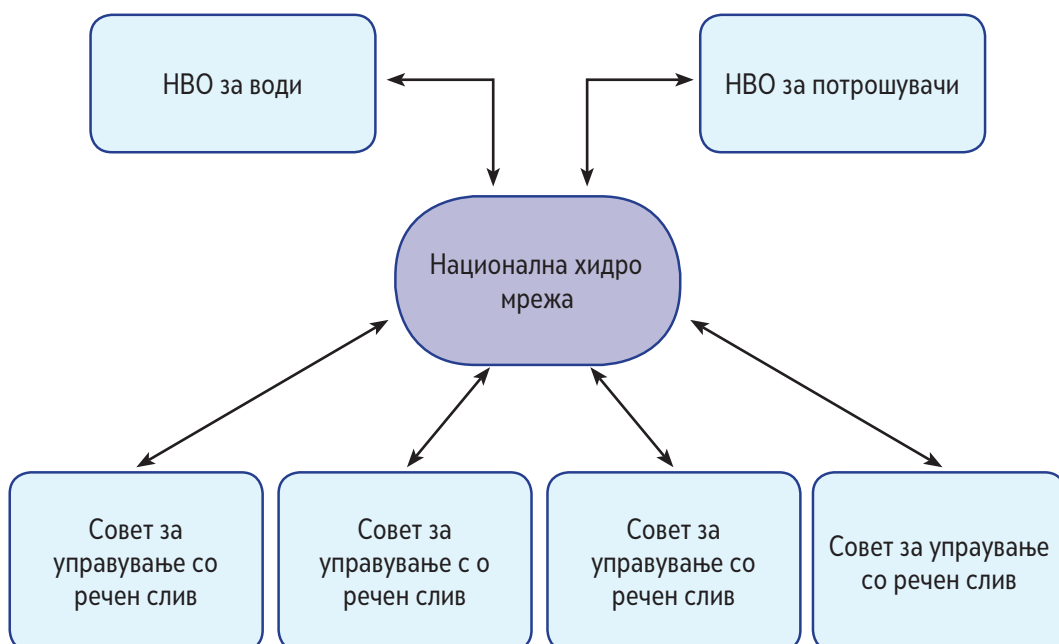 НВО за води
НВО за потрошувачи
Национална хидро
мрежа
Совет за
управување со
речен слив
Совет за
управување с о
речен слив
Совет за
управување со
речен слив
Совет за упраување
со речен слив